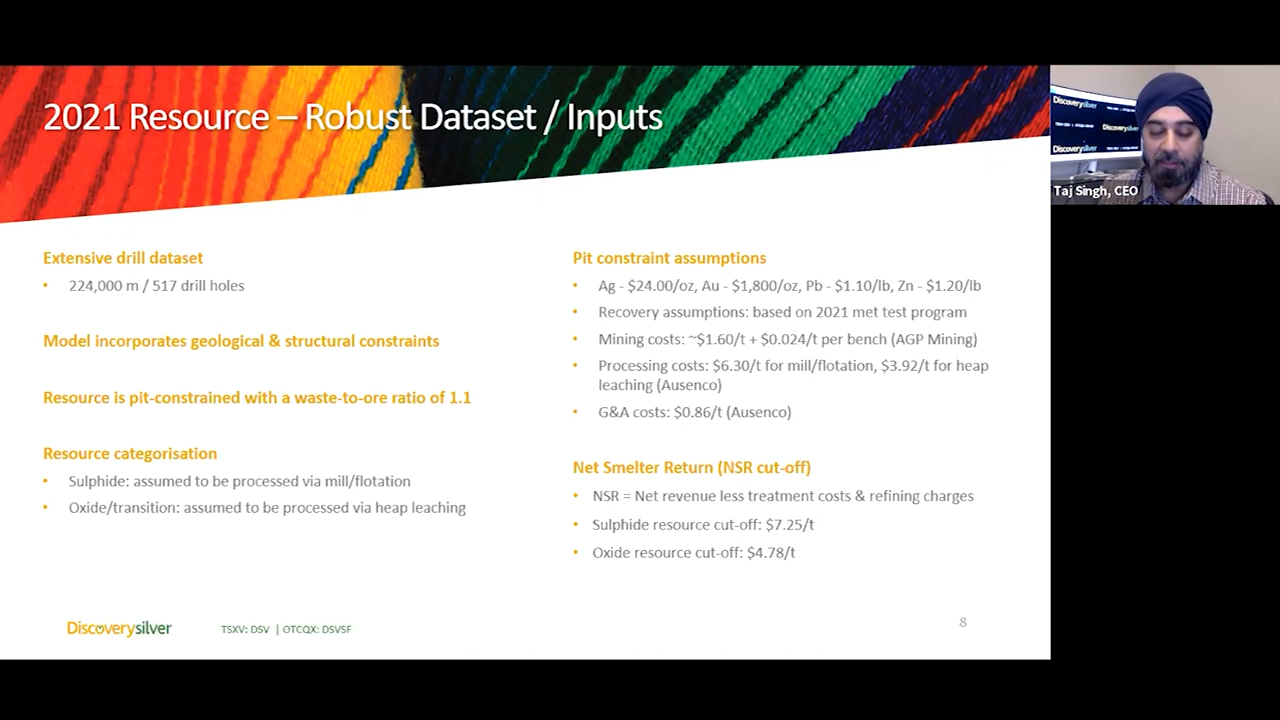 2021 Resource – Robust Dataset / Inputs
Extensive drill dataset
• 224,000 m / 517 drill holes
Model incorporates geological & structural constraints
Resource is pit-constrained with a waste-to-ore ratio of 1.1
Resource categorisation
• Sulphide: assumed to be processed via mill/flotation
• Oxide/transition: assumed to be processed via heap leaching
Pit constraint assumptions
• Ag - $24.00/oz, Au - $1,800/oz, Pb - $1.10/lb, Zn - $1.20/lb
• Recovery assumptions: based on 2021 met test program
• Mining costs: ~$1.60/t + $0.024/t per bench (AGP Mining)
• Processing costs: $6.30/t for mill/flotation, $3.92/t for heap
leaching (Ausenco)
• G&A costs: $0.86/t (Ausenco)
Net Smelter Return (NSR cut-off)
• NSR = Net revenue less treatment costs & refining charges
• Sulphide resource cut-off: $7.25/t
• Oxide resource cut-off: $4.78/t
Discoverysilver
TSXV: DSV | OTCQX: DSVSF
8
Discoverysilver
Discoverysilver
Discoverysilver
Taj Singh, CEO